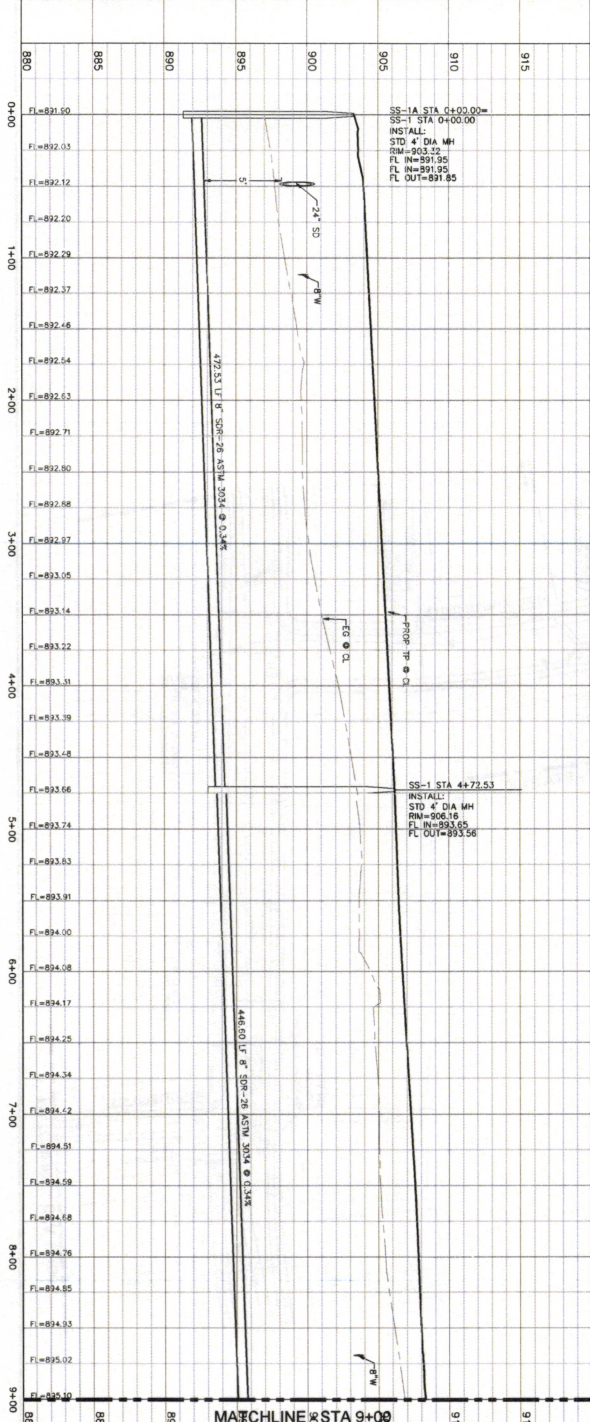 880
885
890
895
900
905
910
915
SS-1A STA 0+00.00=
SS-1 STA 0+00.00
INSTALL:
STD 4' DIA MH
RIM=903.32
FL IN=891.95
FL IN=891.95
FL OUT=891.85
24" SD
5'
8"W
472.53 LF 8" SDR-26 ASTM 3034 @ 0.34%
EG @ CL
PROP TP @ CL
SS-1 STA 4+72.53
INSTALL:
STD 4' DIA MH
RIM=906.16
FL IN=893.65
FL OUT=893.56
446.60 LF 8" SDR-26 ASTM 3034 @ 0.34%
8"W
0+00
1+00
2+00
3+00
4+00
5+00
6+00
7+00
8+00
9+00
FL=891.90
FL=892.03
FL=892.12
FL=892.20
FL=892.29
FL=892.37
FL=892.46
FL=892.54
FL=892.63
FL=892.71
FL=892.80
FL=892.88
FL=892.97
FL=893.05
FL=893.14
FL=893.22
FL=893.31
FL=893.39
FL=893.48
FL=893.66
FL=893.74
FL=893.83
FL=893.91
FL=894.00
FL=894.08
FL=894.17
FL=894.25
FL=894.34
FL=894.42
FL=894.51
FL=894.59
FL=894.68
FL=894.76
FL=894.85
FL=894.93
FL=895.02
FL=895.10
MATCHLINE STA 9+00